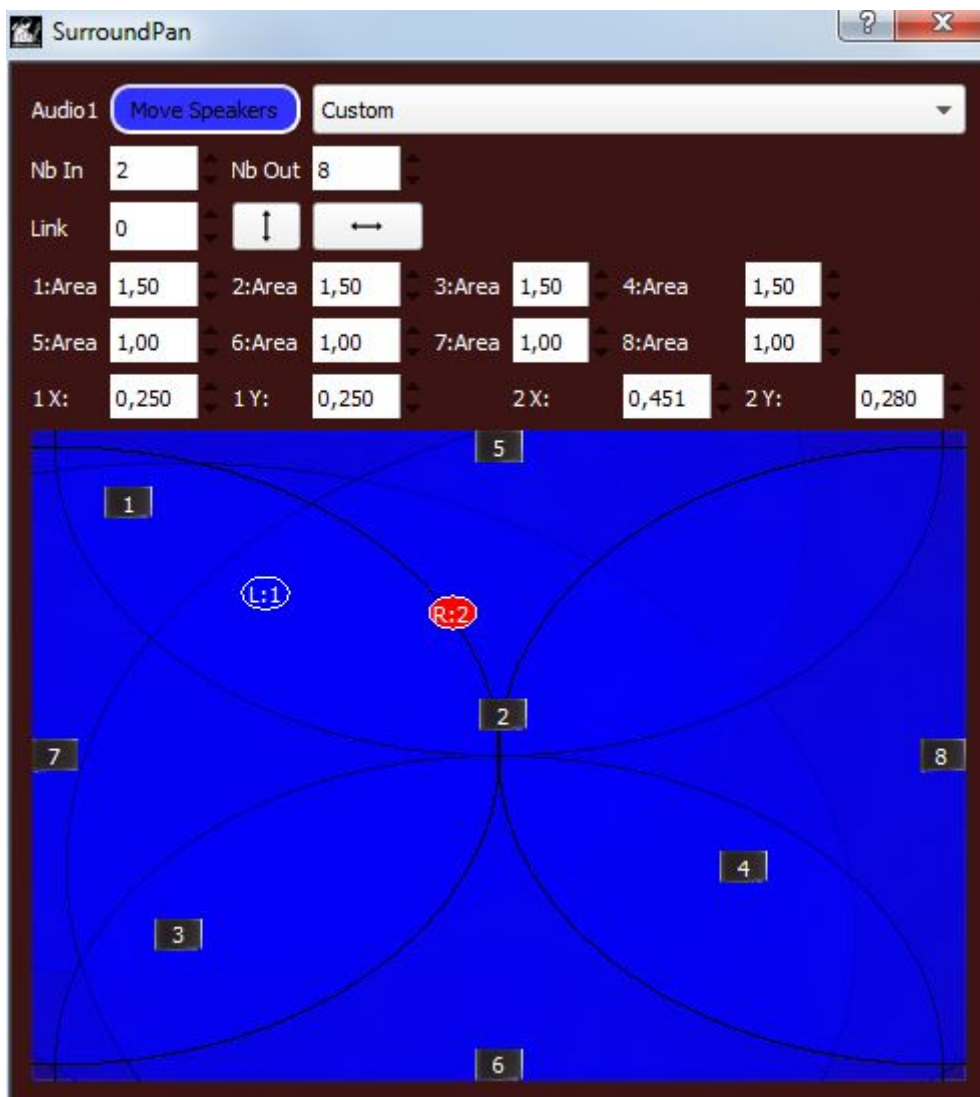 SurroundPan ?
Audio1 Move Speakers Custom
Nb In 2 Nb Out 8
Link 0
1:Area 1,50 2:Area 1,50 3:Area 1,50 4:Area 1,50
5:Area 1,00 6:Area 1,00 7:Area 1,00 8:Area 1,00
1 X: 0,250 1 Y: 0,250 2 X: 0,451 2 Y: 0,280
5
1
L:1
R:2
2
7 8
4
3
6